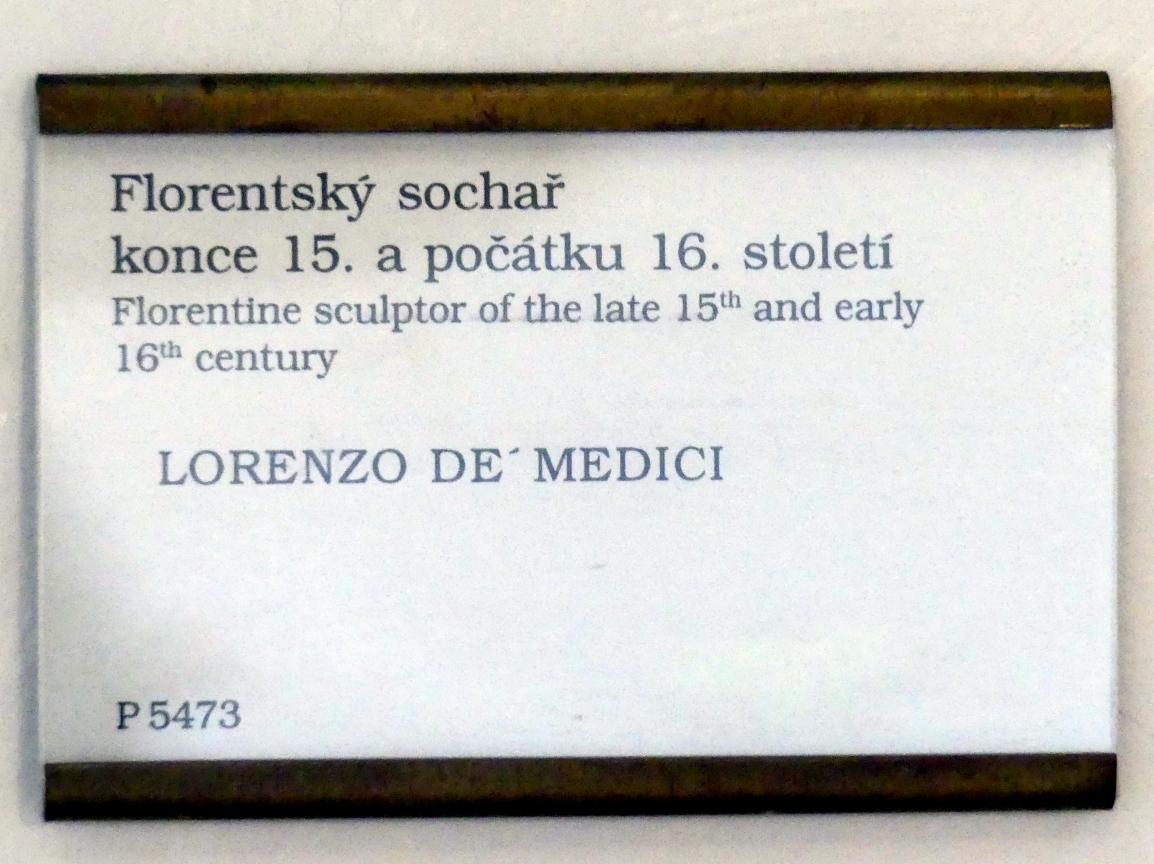 Florentský sochař
konce 15. a počátku 16. století
Florentine sculptor of the late 15th and early
16th century
LORENZO DE´ MEDICI
P 5473